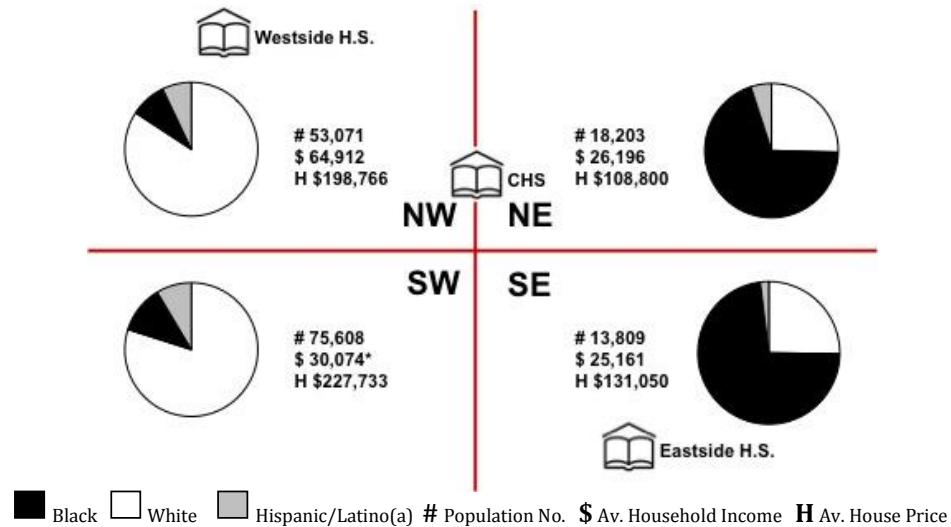 Westside H.S.
# 53,071
$ 64,912
H $198,766
# 18,203
$ 26,196
H $108,800
CHS
NW NE
SW SE
# 75,608
$ 30,074*
H $227,733
# 13,809
$ 25,161
H $131,050
Eastside H.S.
Black White Hispanic/Latino(a) # Population No. $ Av. Household Income H Av. House Price